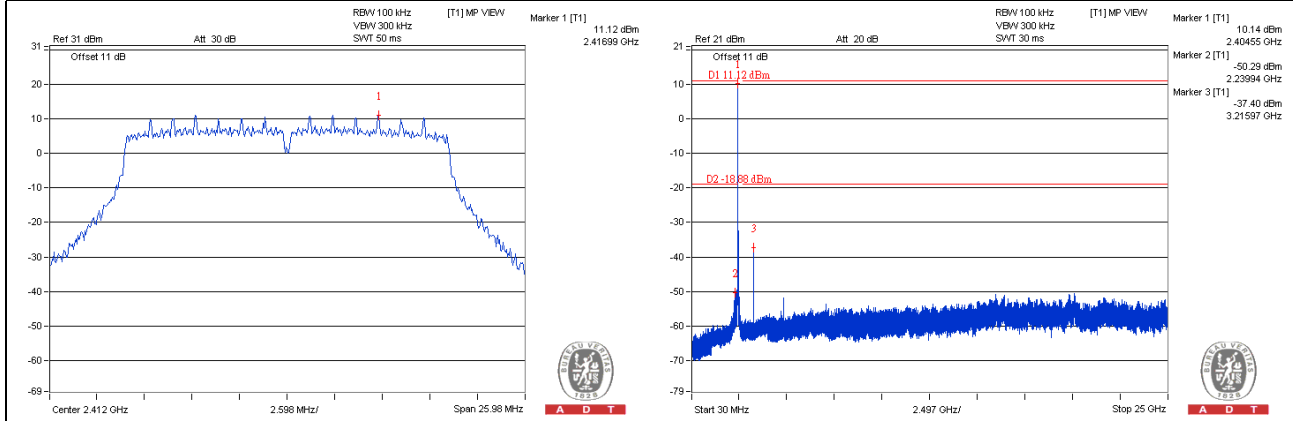 RBW 100 kHz [T1] MP VIEW
VBW 300 kHz
Ref 31 dBm Att 30 dB SWT 50 ms
Marker 1 [T1]
11.12 dBm
2.41699 GHz
Offset 11 dB
1
31
20
10
0
-10
-20
-30
-40
-50
-60
-69
Center 2.412 GHz 2.598 MHz/ Span 25.98 MHz
BUREAU VERITAS
1828
A D T
RBW 100 kHz [T1] MP VIEW
VBW 300 kHz
Ref 21 dBm Att 20 dB SWT 30 ms
Marker 1 [T1]
10.14 dBm
2.40455 GHz
Marker 2 [T1]
-50.29 dBm
2.23994 GHz
Marker 3 [T1]
-37.40 dBm
3.21597 GHz
Offset 11 dB
1
D1 11.12 dBm
D2 -18.88 dBm
3
2
21
10
0
-10
-20
-30
-40
-50
-60
-70
-79
Start 30 MHz 2.497 GHz/ Stop 25 GHz
BUREAU VERITAS
1828
A D T